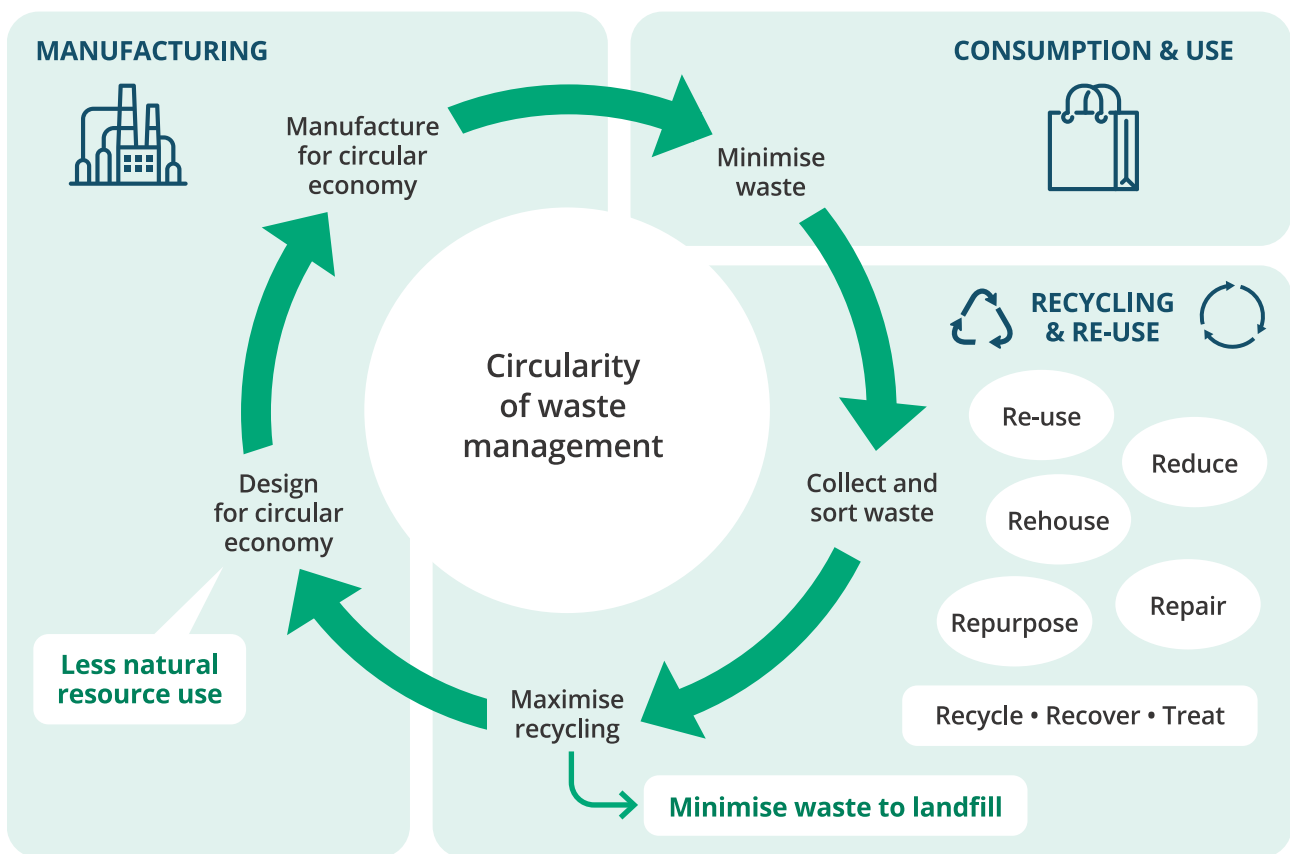 MANUFACTURING
CONSUMPTION & USE
Manufacture
for circular
economy
Minimise
waste
RECYCLING
& RE-USE
Circularity
of waste
management
Re-use
Reduce
Rehouse
Repurpose
Repair
Design
for circular
economy
Collect and
sort waste
Less natural
resource use
Maximise
recycling
Recycle • Recover • Treat
Minimise waste to landfill